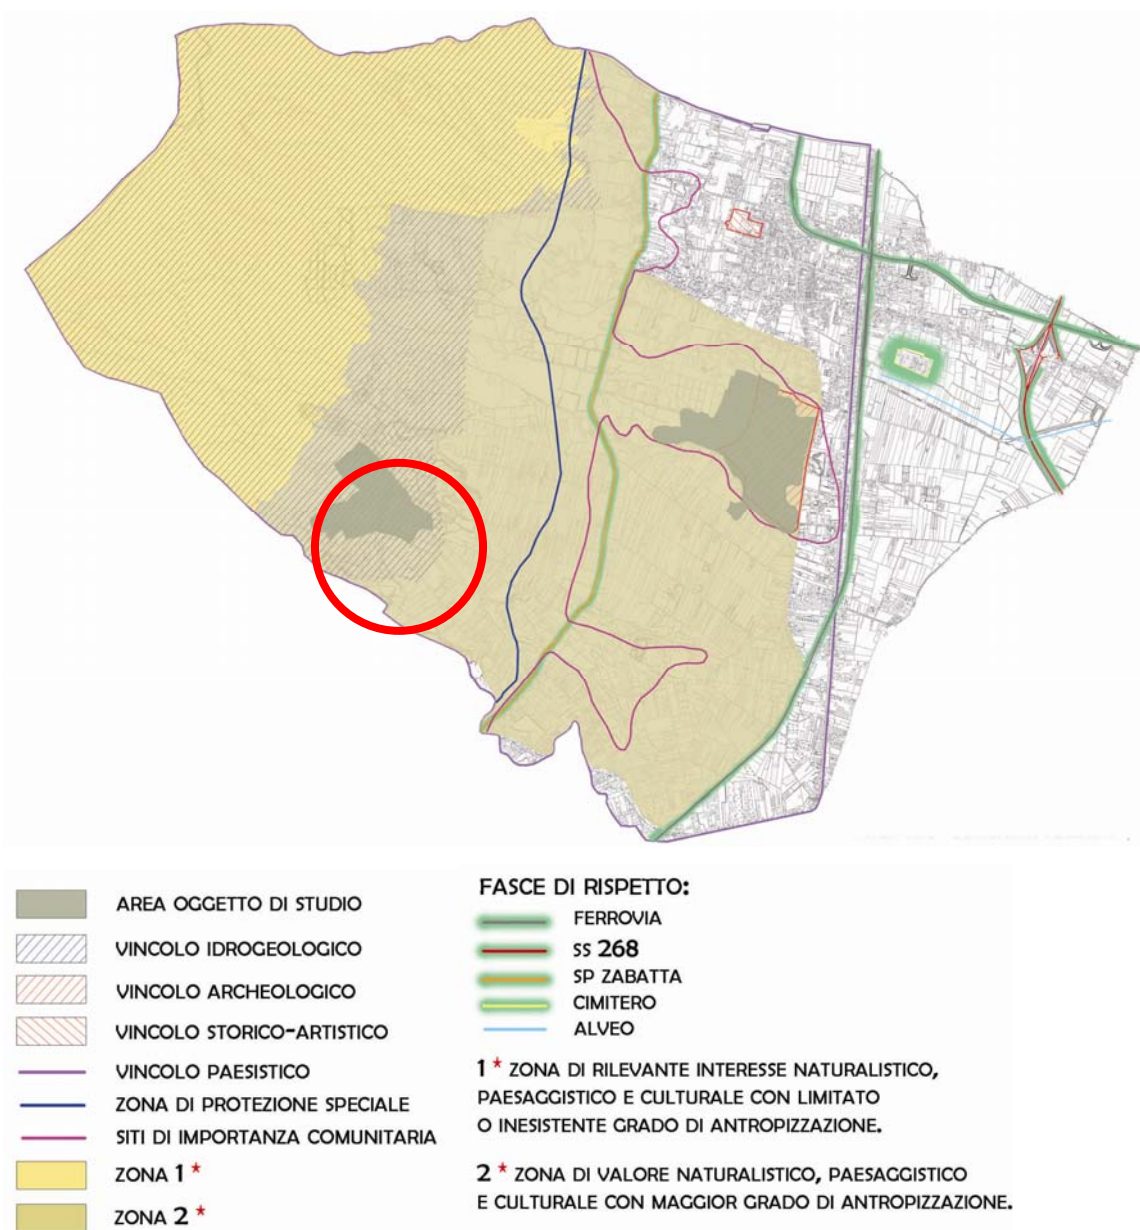 AREA OGGETTO DI STUDIO
VINCOLO IDROGEOLOGICO
VINCOLO ARCHEOLOGICO
VINCOLO STORICO-ARTISTICO
VINCOLO PAESISTICO
ZONA DI PROTEZIONE SPECIALE
SITI DI IMPORTANZA COMUNITARIA
ZONA 1 *
ZONA 2 *
FASCE DI RISPETTO:
FERROVIA
SS 268
SP ZABATTA
CIMITERO
ALVEO
1 * ZONA DI RILEVANTE INTERESSE NATURALISTICO,
PAESAGGISTICO E CULTURALE CON LIMITATO
O INESISTENTE GRADO DI ANTROPIZZAZIONE.
2 * ZONA DI VALORE NATURALISTICO, PAESAGGISTICO
E CULTURALE CON MAGGIOR GRADO DI ANTROPIZZAZIONE.